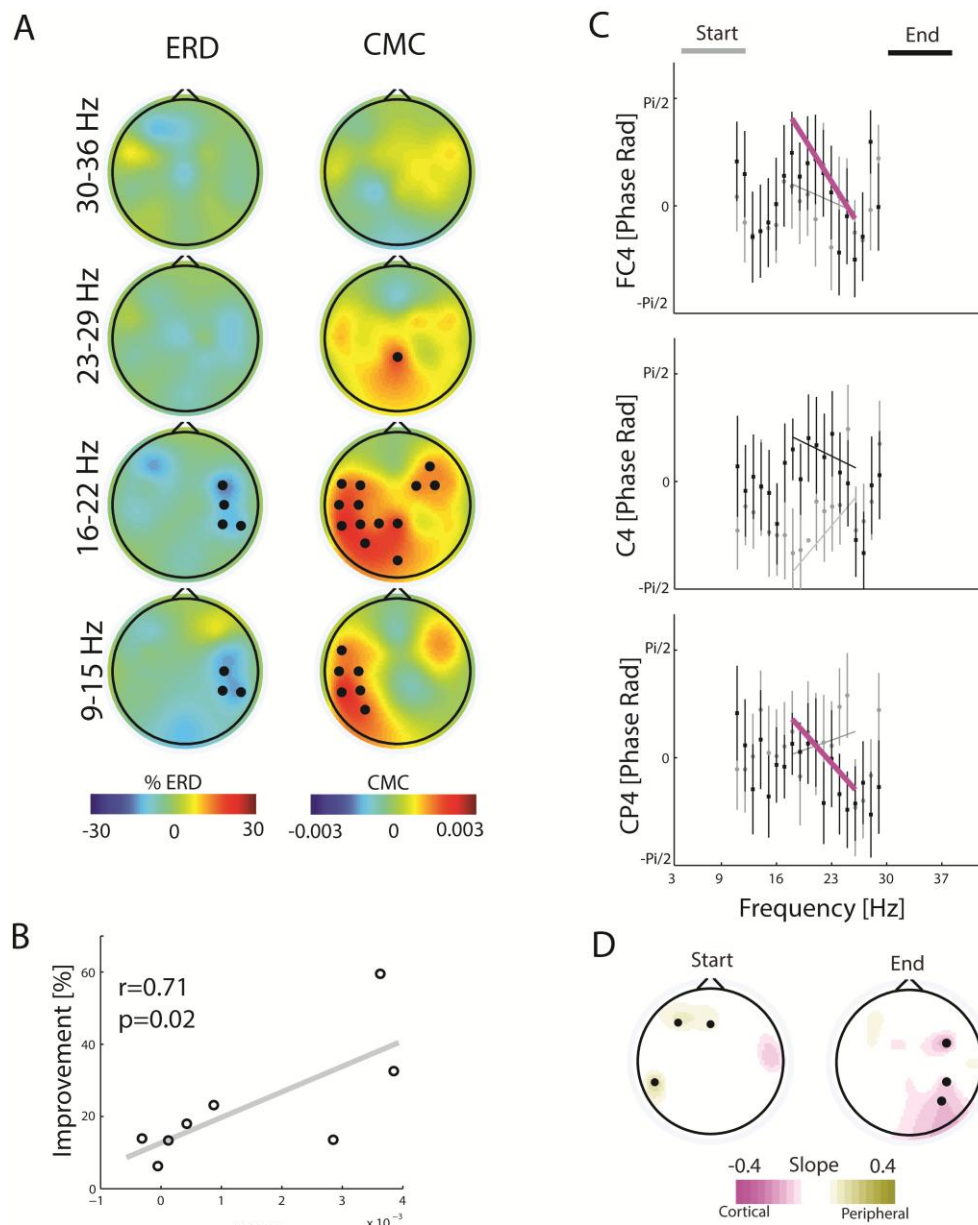 A
ERD CMC
30-36 Hz
23-29 Hz
16-22 Hz
9-15 Hz
% ERD
-30 0 30
CMC
-0.003 0 0.003
B
Improvement [%]
r=0.71
p=0.02
60
40
20
0
-1 0 1 2 3 4
x 10⁻³
C
Start End
FC4 [Phase Rad]
Pi/2
0
-Pi/2
C4 [Phase Rad]
Pi/2
0
-Pi/2
CP4 [Phase Rad]
Pi/2
0
-Pi/2
3 9 16 23 30 37
Frequency [Hz]
D
Start End
-0.4 Slope 0.4
Cortical Peripheral